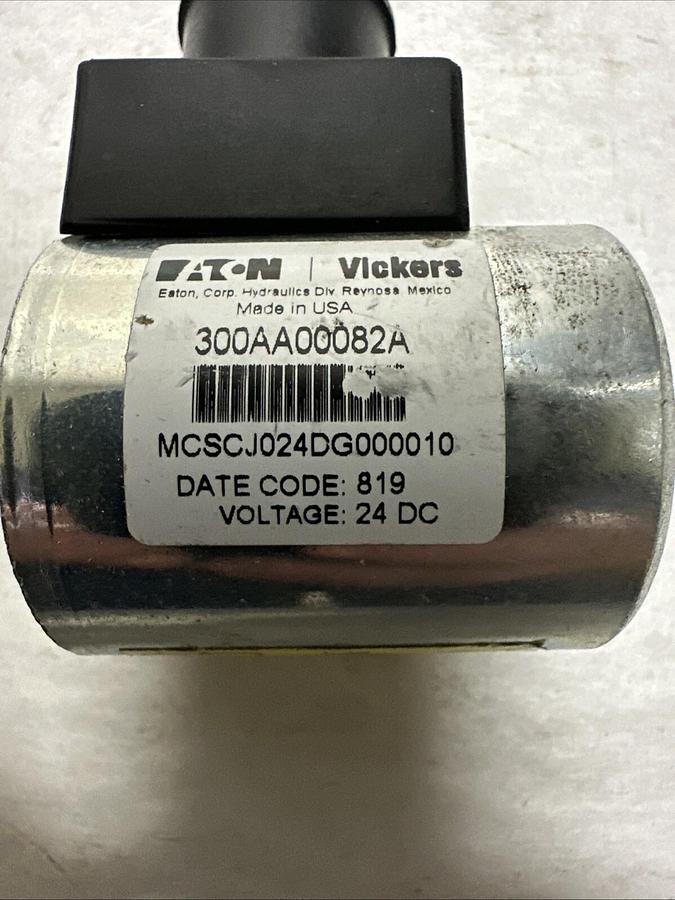 EATON | Vickers
Eaton, Corp. Hydraulics Div. Reynosa, Mexico
Made in USA
300AA00082A
MCSCJ024DG000010
DATE CODE: 819
VOLTAGE: 24 DC